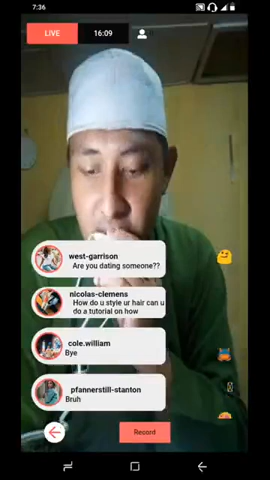 7:36
LIVE 16:09
west-garrison
Are you dating someone??
nicolas-clemens
How do u style ur hair can u
do a tutorial on how
cole.william
Bye
pfannerstill-stanton
Bruh
Record